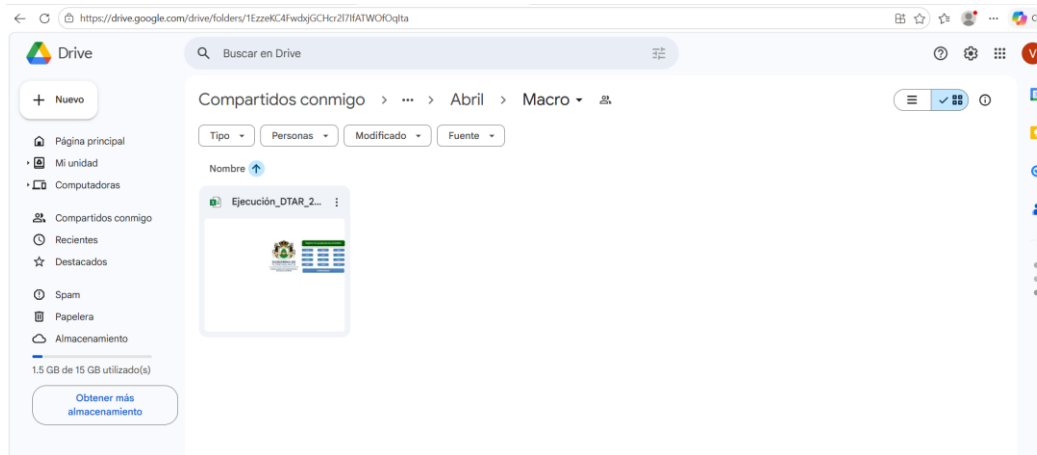 https://drive.google.com/drive/folders/1EzzeKC4FwdxjGCHcr2l7IfATWOfOqIta
Drive
Buscar en Drive
V
Nuevo
Compartidos conmigo > ... > Abril > Macro
Tipo
Personas
Modificado
Fuente
Página principal
Mi unidad
Computadoras
Nombre
Ejecución_DTAR_2...
Compartidos conmigo
Recientes
Destacados
Spam
Papelera
Almacenamiento
1.5 GB de 15 GB utilizado(s)
Obtener más
almacenamiento